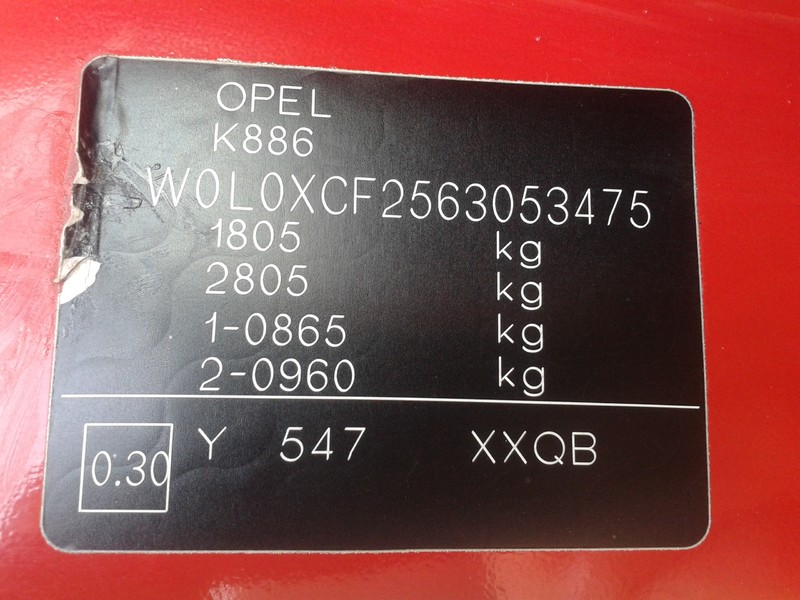 OPEL
K886
W0L0XCF2563053475
1805 kg
2805 kg
1-0865 kg
2-0960 kg
0.30 Y 547 XXQB